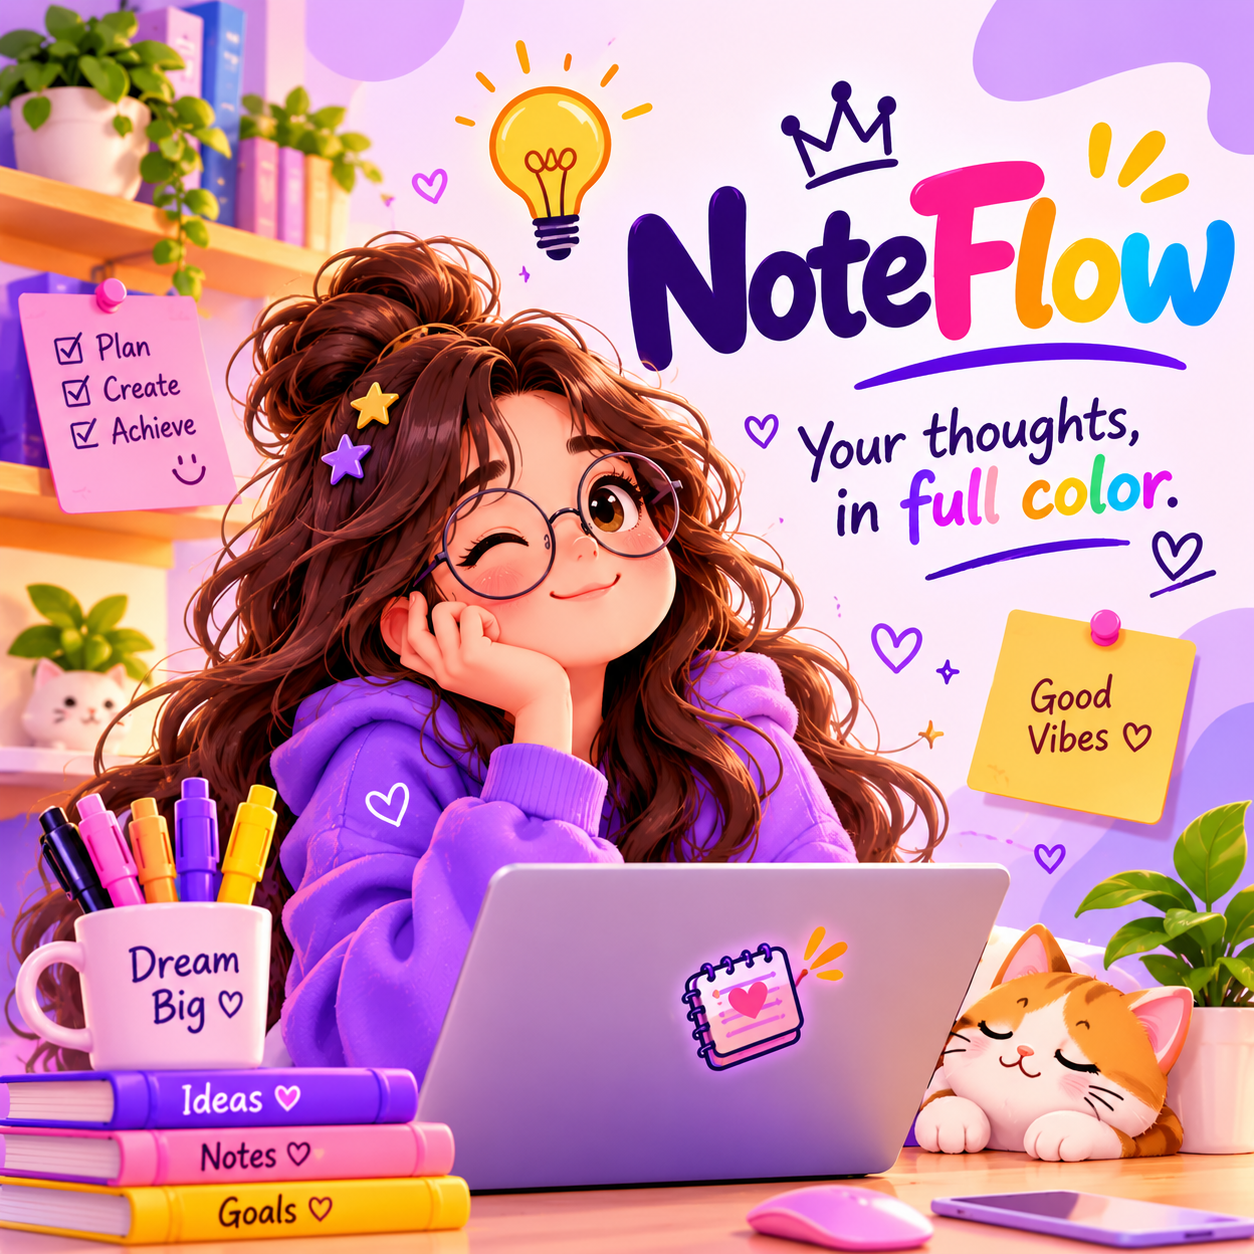 NoteFlow
Your thoughts,
in full color.
Plan
Create
Achieve
Good
Vibes
Dream
Big
Ideas
Notes
Goals